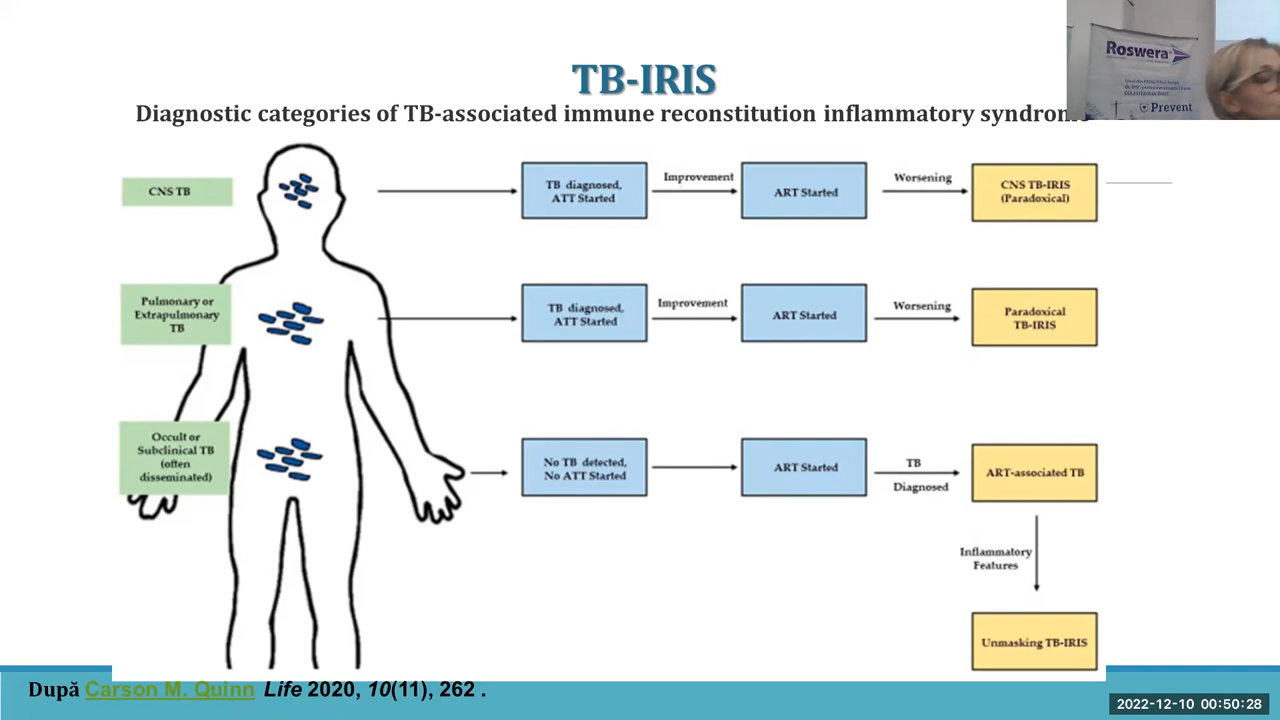 Roswera
Prevent
TB-IRIS
Diagnostic categories of TB-associated immune reconstitution inflammatory
CNS TB
TB diagnosed,
ATT Started
Improvement
ART Started
Worsening
CNS TB-IRIS
(Paradoxical)
Pulmonary or
Extrapulmonary
TB
TB diagnosed,
ATT Started
Improvement
ART Started
Worsening
Paradoxical
TB-IRIS
Occult or
Subclinical TB
(often
disseminated)
No TB detected,
No ATT Started
ART Started
TB
Diagnosed
ART-associated TB
Inflammatory
Features
Unmasking TB-IRIS
După Carson M. Quinn Life 2020, 10(11), 262 .
2022-12-10 00:50:28